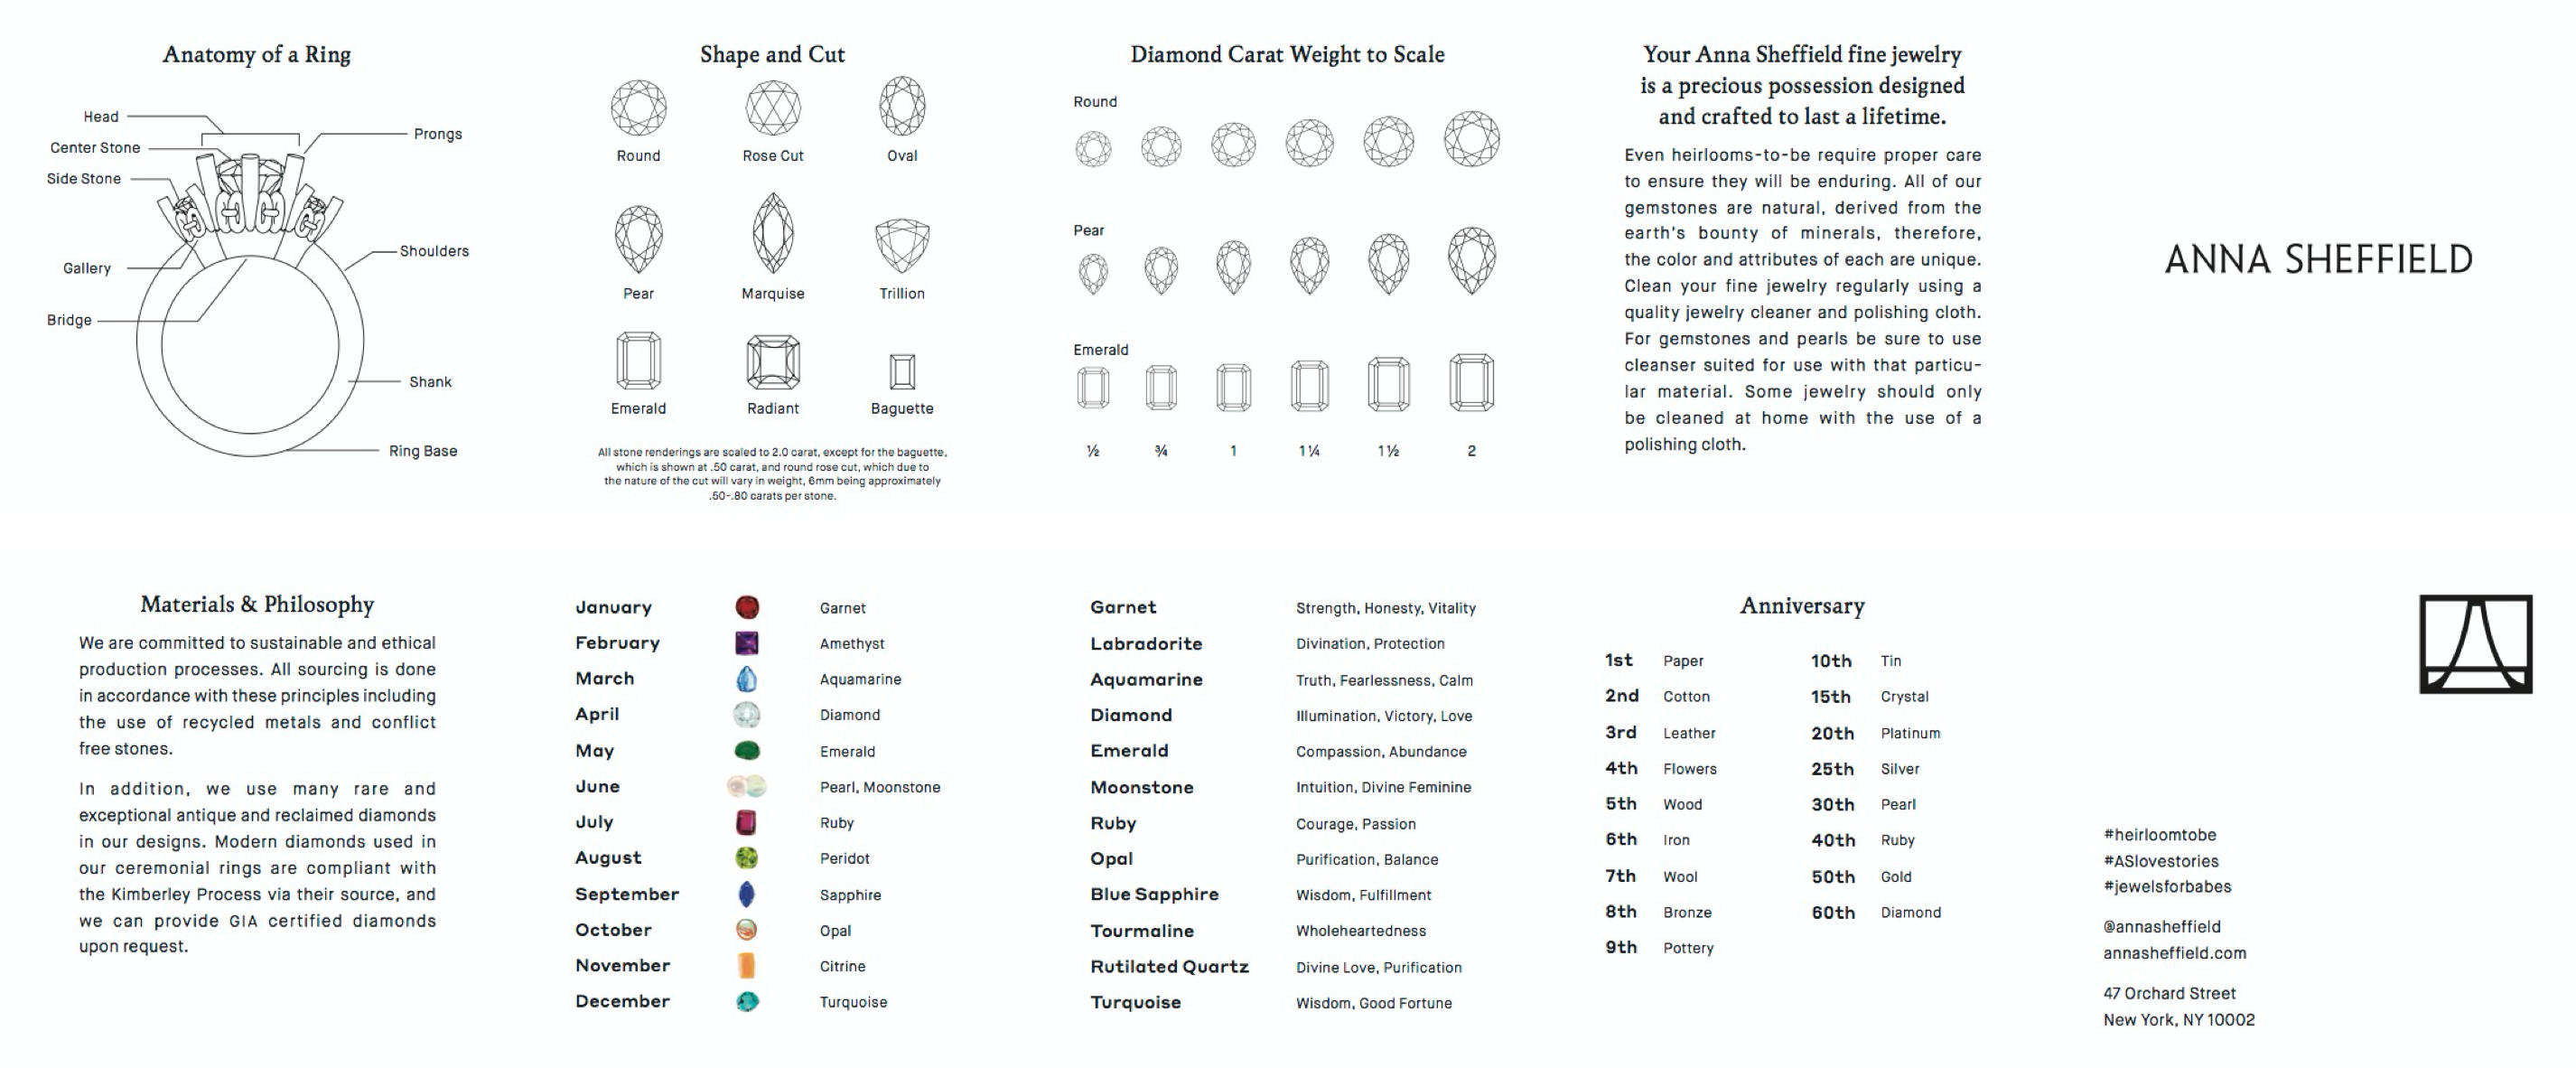 Anatomy of a Ring
Head
Prongs
Center Stone
Side Stone
Shoulders
Gallery
Bridge
Shank
Ring Base
Shape and Cut
Round Rose Cut Oval
Pear Marquise Trillion
Emerald Radiant Baguette
All stone renderings are scaled to 2.0 carat, except for the baguette,
which is shown at .50 carat, and round rose cut, which due to
the nature of the cut will vary in weight, 6mm being approximately
.50-.80 carats per stone.
Diamond Carat Weight to Scale
Round
Pear
Emerald
½ ¾ 1 1¼ 1½ 2
Your Anna Sheffield fine jewelry
is a precious possession designed
and crafted to last a lifetime.
Even heirlooms-to-be require proper care
to ensure they will be enduring. All of our
gemstones are natural, derived from the
earth's bounty of minerals, therefore,
the color and attributes of each are unique.
Clean your fine jewelry regularly using a
quality jewelry cleaner and polishing cloth.
For gemstones and pearls be sure to use
cleanser suited for use with that particu-
lar material. Some jewelry should only
be cleaned at home with the use of a
polishing cloth.
ANNA SHEFFIELD
Materials & Philosophy
We are committed to sustainable and ethical
production processes. All sourcing is done
in accordance with these principles including
the use of recycled metals and conflict
free stones.
In addition, we use many rare and
exceptional antique and reclaimed diamonds
in our designs. Modern diamonds used in
our ceremonial rings are compliant with
the Kimberley Process via their source, and
we can provide GIA certified diamonds
upon request.
January Garnet
February Amethyst
March Aquamarine
April Diamond
May Emerald
June Pearl, Moonstone
July Ruby
August Peridot
September Sapphire
October Opal
November Citrine
December Turquoise
Garnet Strength, Honesty, Vitality
Labradorite Divination, Protection
Aquamarine Truth, Fearlessness, Calm
Diamond Illumination, Victory, Love
Emerald Compassion, Abundance
Moonstone Intuition, Divine Feminine
Ruby Courage, Passion
Opal Purification, Balance
Blue Sapphire Wisdom, Fulfillment
Tourmaline Wholeheartedness
Rutilated Quartz Divine Love, Purification
Turquoise Wisdom, Good Fortune
Anniversary
1st Paper 10th Tin
2nd Cotton 15th Crystal
3rd Leather 20th Platinum
4th Flowers 25th Silver
5th Wood 30th Pearl
6th Iron 40th Ruby
7th Wool 50th Gold
8th Bronze 60th Diamond
9th Pottery
#heirloomtobe
#ASlovestories
#jewelsforbabes
@annasheffield
annasheffield.com
47 Orchard Street
New York, NY 10002